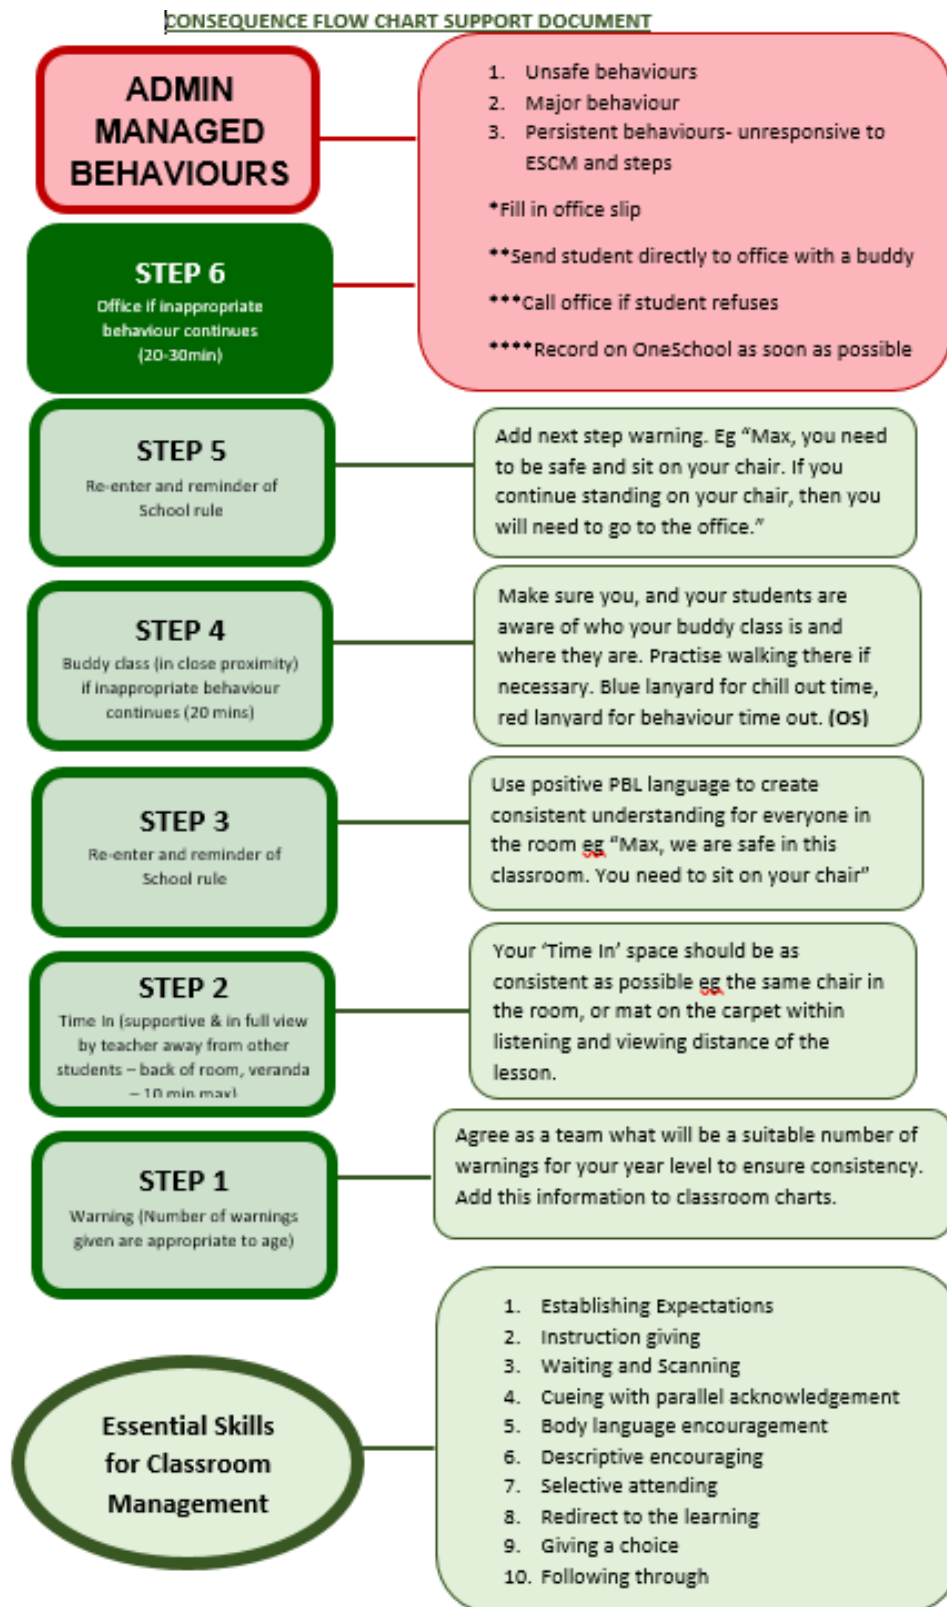 CONSEQUENCE FLOW CHART SUPPORT DOCUMENT
ADMIN
MANAGED
BEHAVIOURS
1. Unsafe behaviours
2. Major behaviour
3. Persistent behaviours- unresponsive to
ESCM and steps
*Fill in office slip
**Send student directly to office with a buddy
***Call office if student refuses
****Record on OneSchool as soon as possible
STEP 6
Office if inappropriate
behaviour continues
(20-30min)
STEP 5
Re-enter and reminder of
School rule
Add next step warning. Eg “Max, you need
to be safe and sit on your chair. If you
continue standing on your chair, then you
will need to go to the office.”
STEP 4
Buddy class (in close proximity)
if inappropriate behaviour
continues (20 mins)
Make sure you, and your students are
aware of who your buddy class is and
where they are. Practise walking there if
necessary. Blue lanyard for chill out time,
red lanyard for behaviour time out. (OS)
STEP 3
Re-enter and reminder of
School rule
Use positive PBL language to create
consistent understanding for everyone in
the room eg “Max, we are safe in this
classroom. You need to sit on your chair”
STEP 2
Time In (supportive & in full view
by teacher away from other
students – back of room, veranda
– 10 min max)
Your ‘Time In’ space should be as
consistent as possible eg the same chair in
the room, or mat on the carpet within
listening and viewing distance of the
lesson.
STEP 1
Warning (Number of warnings
given are appropriate to age)
Agree as a team what will be a suitable number of
warnings for your year level to ensure consistency.
Add this information to classroom charts.
Essential Skills
for Classroom
Management
1. Establishing Expectations
2. Instruction giving
3. Waiting and Scanning
4. Cueing with parallel acknowledgement
5. Body language encouragement
6. Descriptive encouraging
7. Selective attending
8. Redirect to the learning
9. Giving a choice
10. Following through